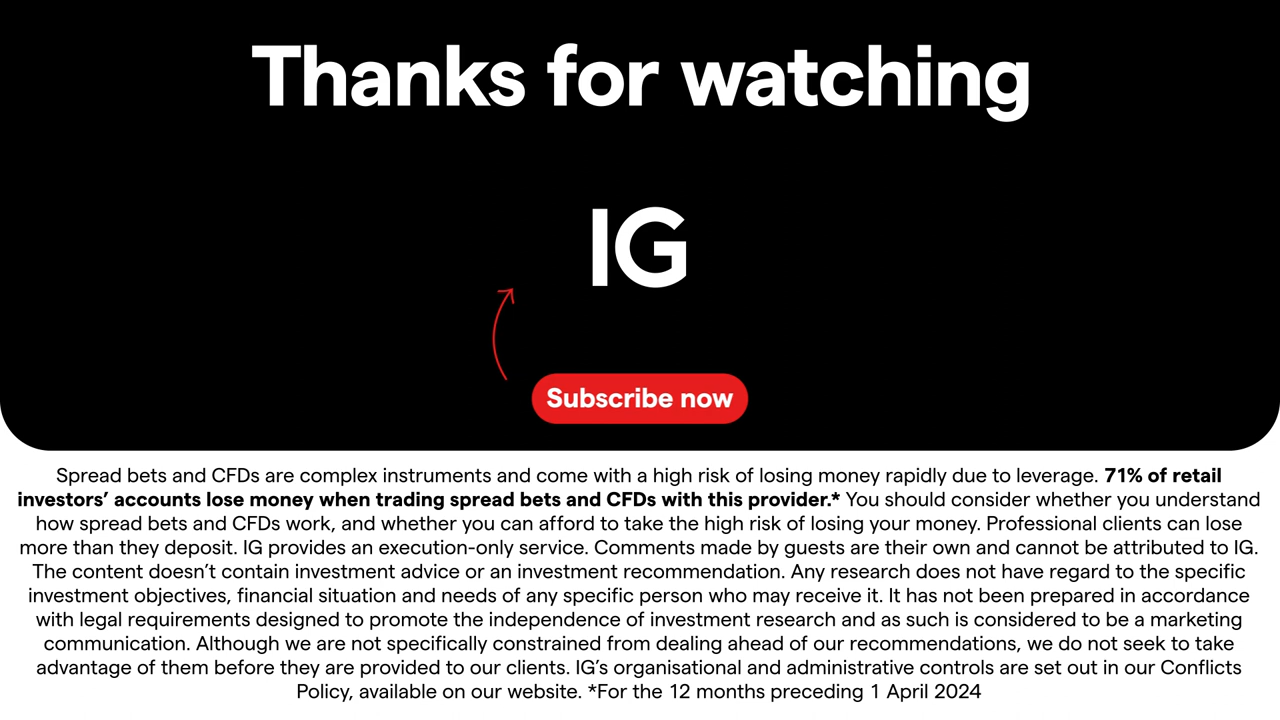 Thanks for watching
IG
Subscribe now
Spread bets and CFDs are complex instruments and come with a high risk of losing money rapidly due to leverage. 71% of retail
investors’ accounts lose money when trading spread bets and CFDs with this provider.* You should consider whether you understand
how spread bets and CFDs work, and whether you can afford to take the high risk of losing your money. Professional clients can lose
more than they deposit. IG provides an execution-only service. Comments made by guests are their own and cannot be attributed to IG.
The content doesn’t contain investment advice or an investment recommendation. Any research does not have regard to the specific
investment objectives, financial situation and needs of any specific person who may receive it. It has not been prepared in accordance
with legal requirements designed to promote the independence of investment research and as such is considered to be a marketing
communication. Although we are not specifically constrained from dealing ahead of our recommendations, we do not seek to take
advantage of them before they are provided to our clients. IG’s organisational and administrative controls are set out in our Conflicts
Policy, available on our website. *For the 12 months preceding 1 April 2024